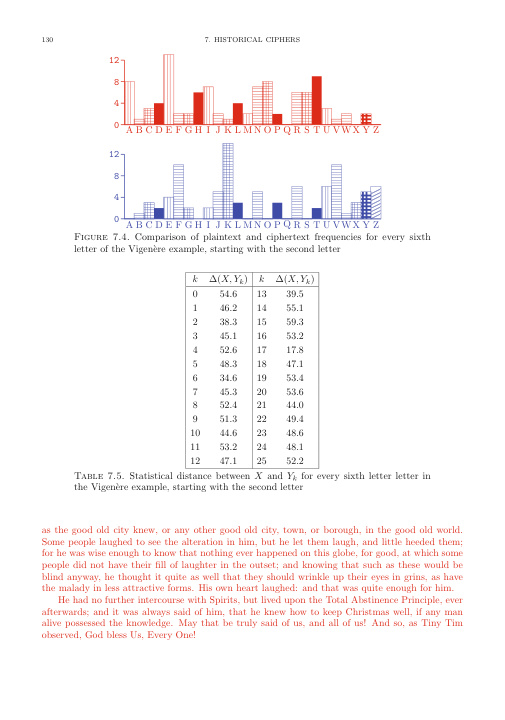 130
7. HISTORICAL CIPHERS
12
8
4
0
A B C D E F G H I J K L M N O P Q R S T U V W X Y Z
12
8
4
0
A B C D E F G H I J K L M N O P Q R S T U V W X Y Z
FIGURE 7.4. Comparison of plaintext and ciphertext frequencies for every sixth
letter of the Vigenère example, starting with the second letter
k Δ(X, Yₖ) k Δ(X, Yₖ)
0 54.6 13 39.5
1 46.2 14 55.1
2 38.3 15 59.3
3 45.1 16 53.2
4 52.6 17 17.8
5 48.3 18 47.1
6 34.6 19 53.4
7 45.3 20 53.6
8 52.4 21 44.0
9 51.3 22 49.4
10 44.6 23 48.6
11 53.2 24 48.1
12 47.1 25 52.2
TABLE 7.5. Statistical distance between X and Yₖ for every sixth letter letter in
the Vigenère example, starting with the second letter
as the good old city knew, or any other good old city, town, or borough, in the good old world.
Some people laughed to see the alteration in him, but he let them laugh, and little heeded them;
for he was wise enough to know that nothing ever happened on this globe, for good, at which some
people did not have their fill of laughter in the outset; and knowing that such as these would be
blind anyway, he thought it quite as well that they should wrinkle up their eyes in grins, as have
the malady in less attractive forms. His own heart laughed; and that was quite enough for him.
He had no further intercourse with Spirits, but lived upon the Total Abstinence Principle, ever
afterwards; and it was always said of him, that he knew how to keep Christmas well, if any man
alive possessed the knowledge. May that be truly said of us, and all of us! And so, as Tiny Tim
observed, God bless Us, Every One!